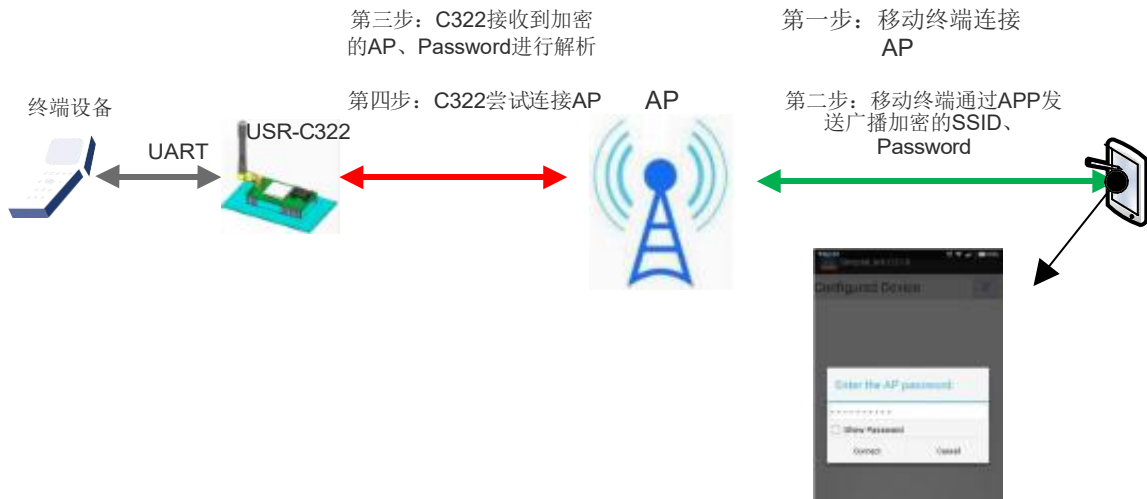 第三步：C322接收到加密
的AP、Password进行解析
第一步：移动终端连接
AP
终端设备
第四步：C322尝试连接AP
AP
第二步：移动终端通过APP发
送广播加密的SSID、
Password
USR-C322
UART
Configured Device
Enter the AP password:
Show Password
Connect
Cancel